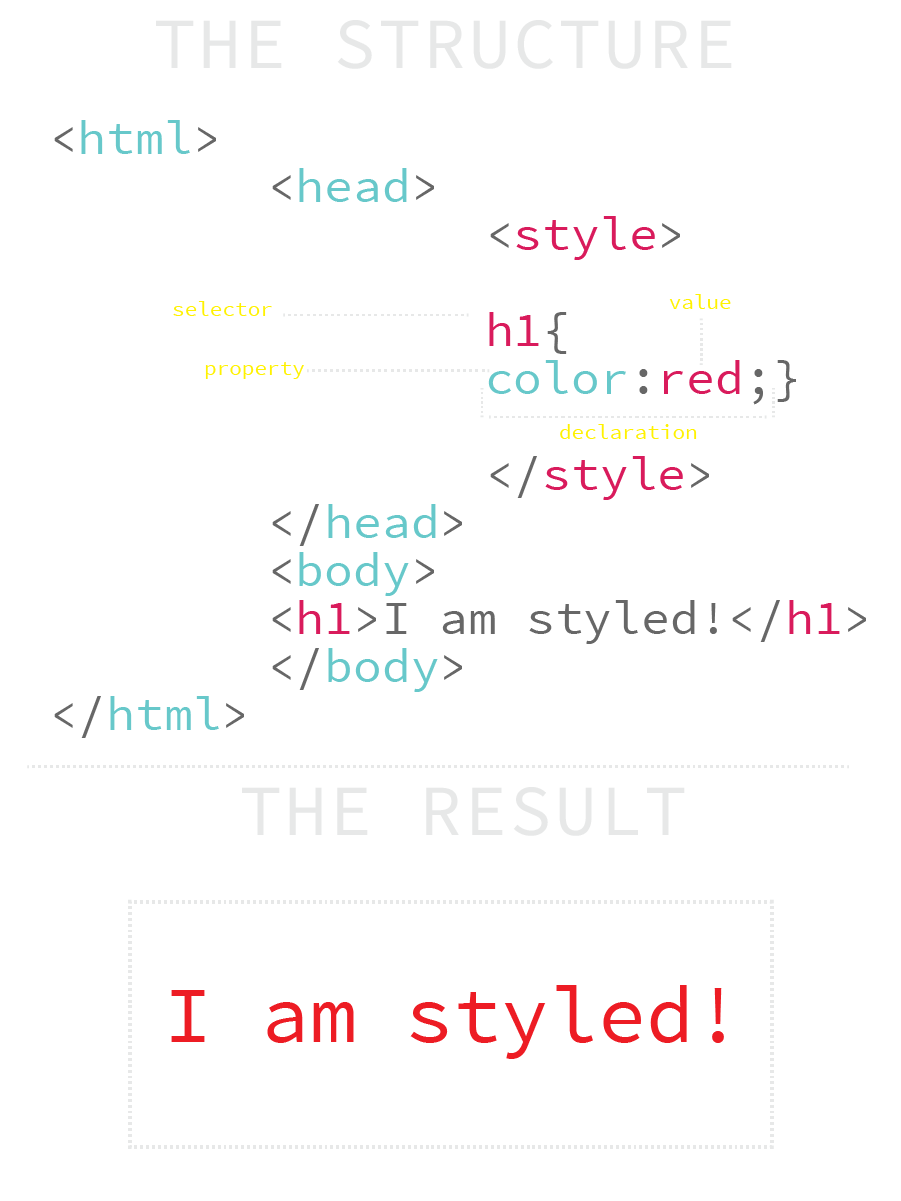 THE STRUCTURE
<html>
<head>
<style>
selector
value
h1{
property
color:red;}
declaration
</style>
</head>
<body>
<h1>I am styled!</h1>
</body>
</html>
THE RESULT
I am styled!